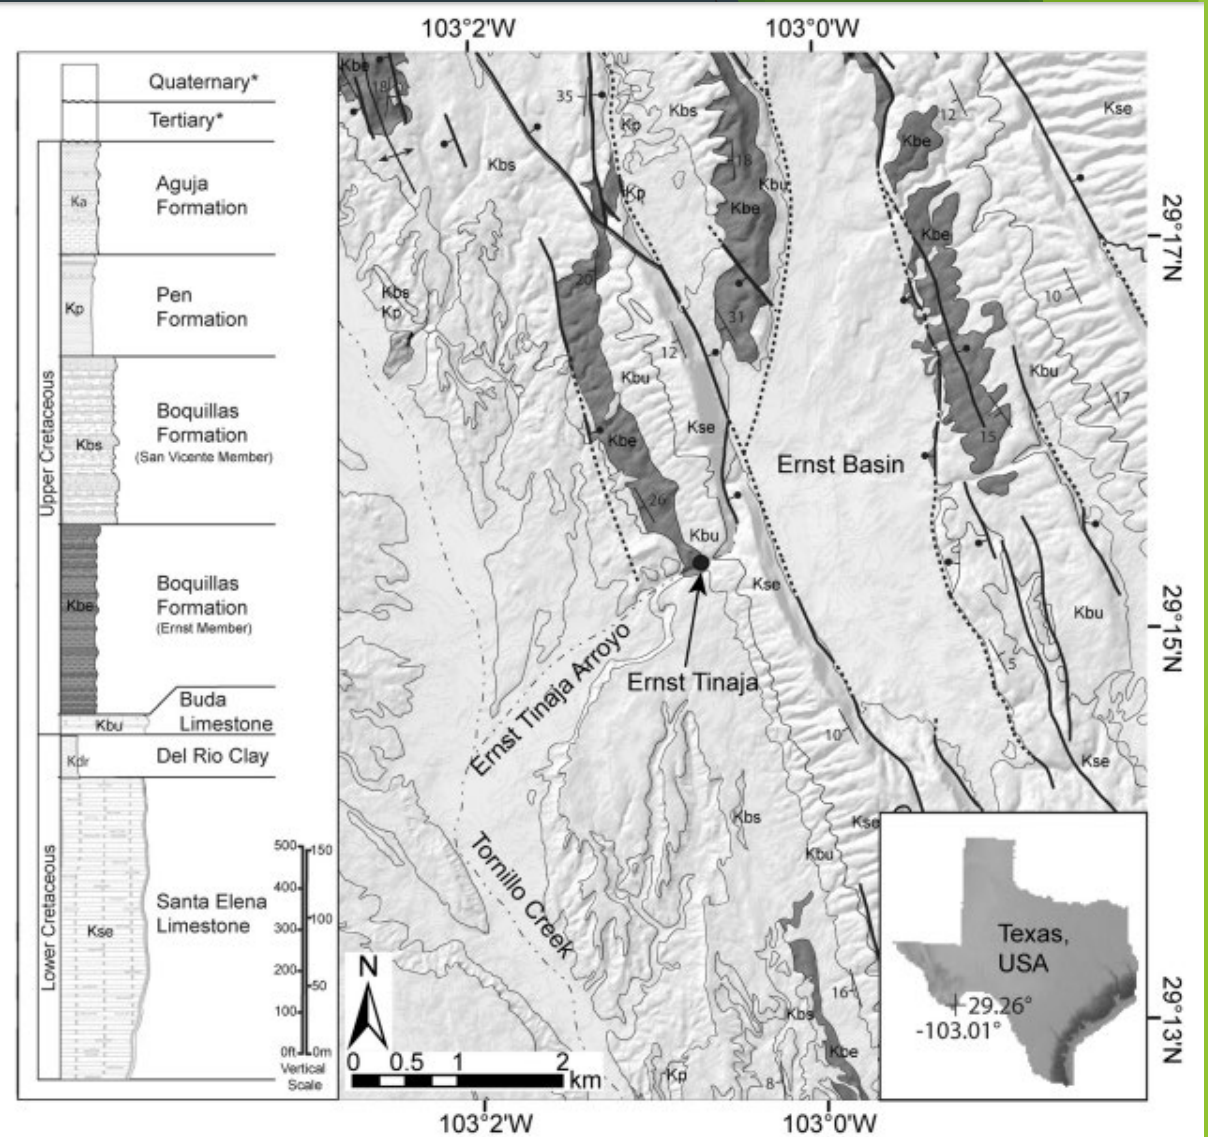 103°2'W
103°0'W
Quaternary*
Tertiary*
Upper Cretaceous
Ka
Aguja
Formation
Kp
Pen
Formation
Kbs
Boquillas
Formation
(San Vicente Member)
Kbe
Boquillas
Formation
(Ernst Member)
Buda
Limestone
Kbu
Lower Cretaceous
Kdr
Del Rio Clay
Kse
Santa Elena
Limestone
500
150
400
300
100
200
50
100
0ft
0m
Vertical
Scale
Kbe
18
35
Kp
Kbs
Kbs
Kp
18
Kbu
Kbe
12
Kbe
Kse
Kbe
29°17'N
10
20
Kbs
Kp
31
12
Kbu
Kbu
17
Kse
Kbe
15
Ernst Basin
26
Kbu
Kse
Kbu
29°15'N
5
Ernst Tinaja
Ernst Tinaja Arroyo
10
Kse
Kbs
Kse
Kbu
Tornillo Creek
16
Kbs
Kbe
Kp
8
N
0
0.5
1
2
km
Texas,
USA
29.26°
-103.01°
29°13'N
103°2'W
103°0'W